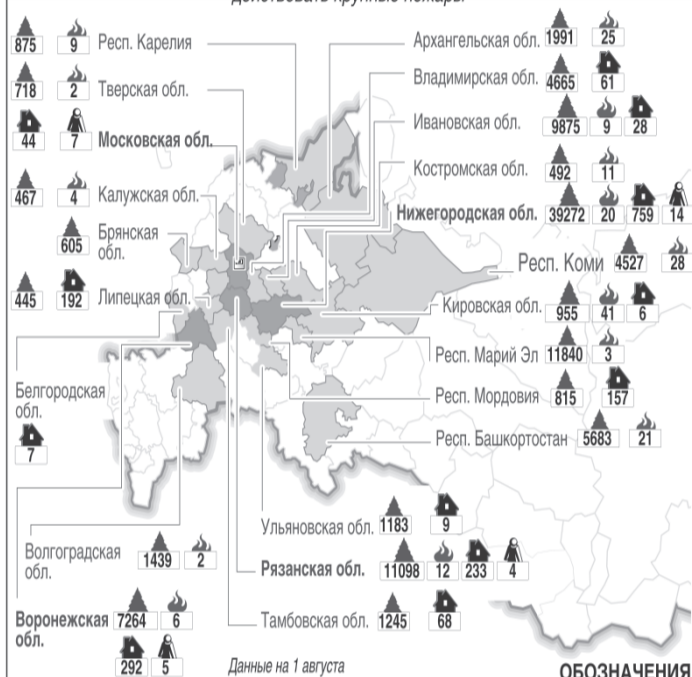 действовать крупные пожары
875 9 Респ. Карелия
718 2 Тверская обл.
44 7 Московская обл.
467 4 Калужская обл.
605 Брянская
обл.
445 192 Липецкая обл.
Белгородская
обл.
7
Волгоградская
обл.
1439 2
Воронежская
обл.
7264 6
292 5
Архангельская обл. 1991 25
Владимирская обл. 4665 61
Ивановская обл. 9875 9 28
Костромская обл. 492 11
Нижегородская обл. 39272 20 759 14
Респ. Коми 4527 28
Кировская обл. 955 41 6
Респ. Марий Эл 11840 3
Респ. Мордовия 815 157
Респ. Башкортостан 5683 21
Ульяновская обл. 1183 9
Рязанская обл. 11098 12 233 4
Тамбовская обл. 1245 68
Данные на 1 августа
ОБОЗНАЧЕНИЯ